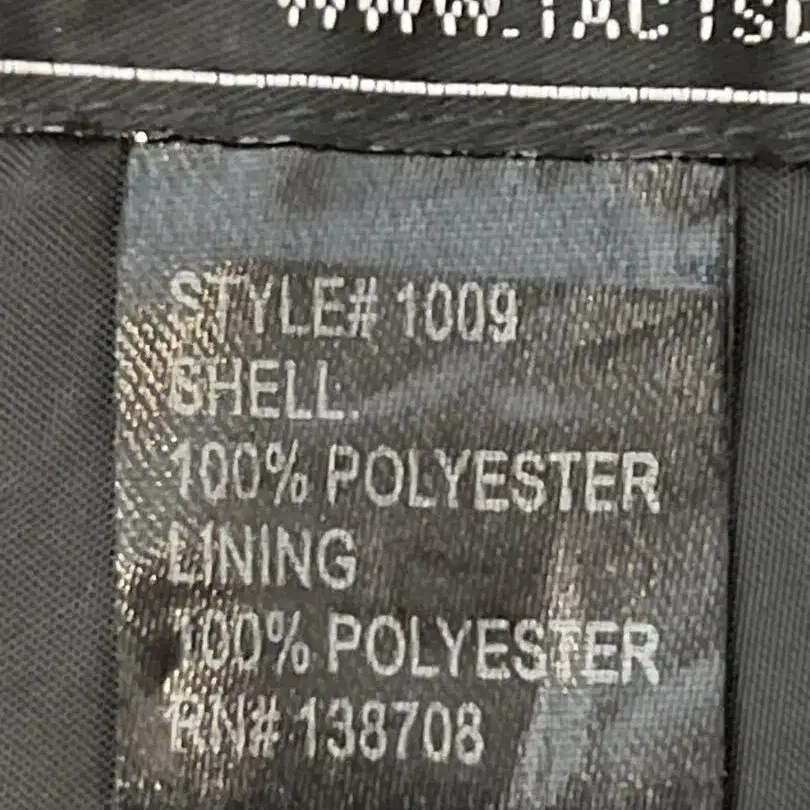 STYLE# 1009
SHELL.
100% POLYESTER
LINING
100% POLYESTER
RN# 138708